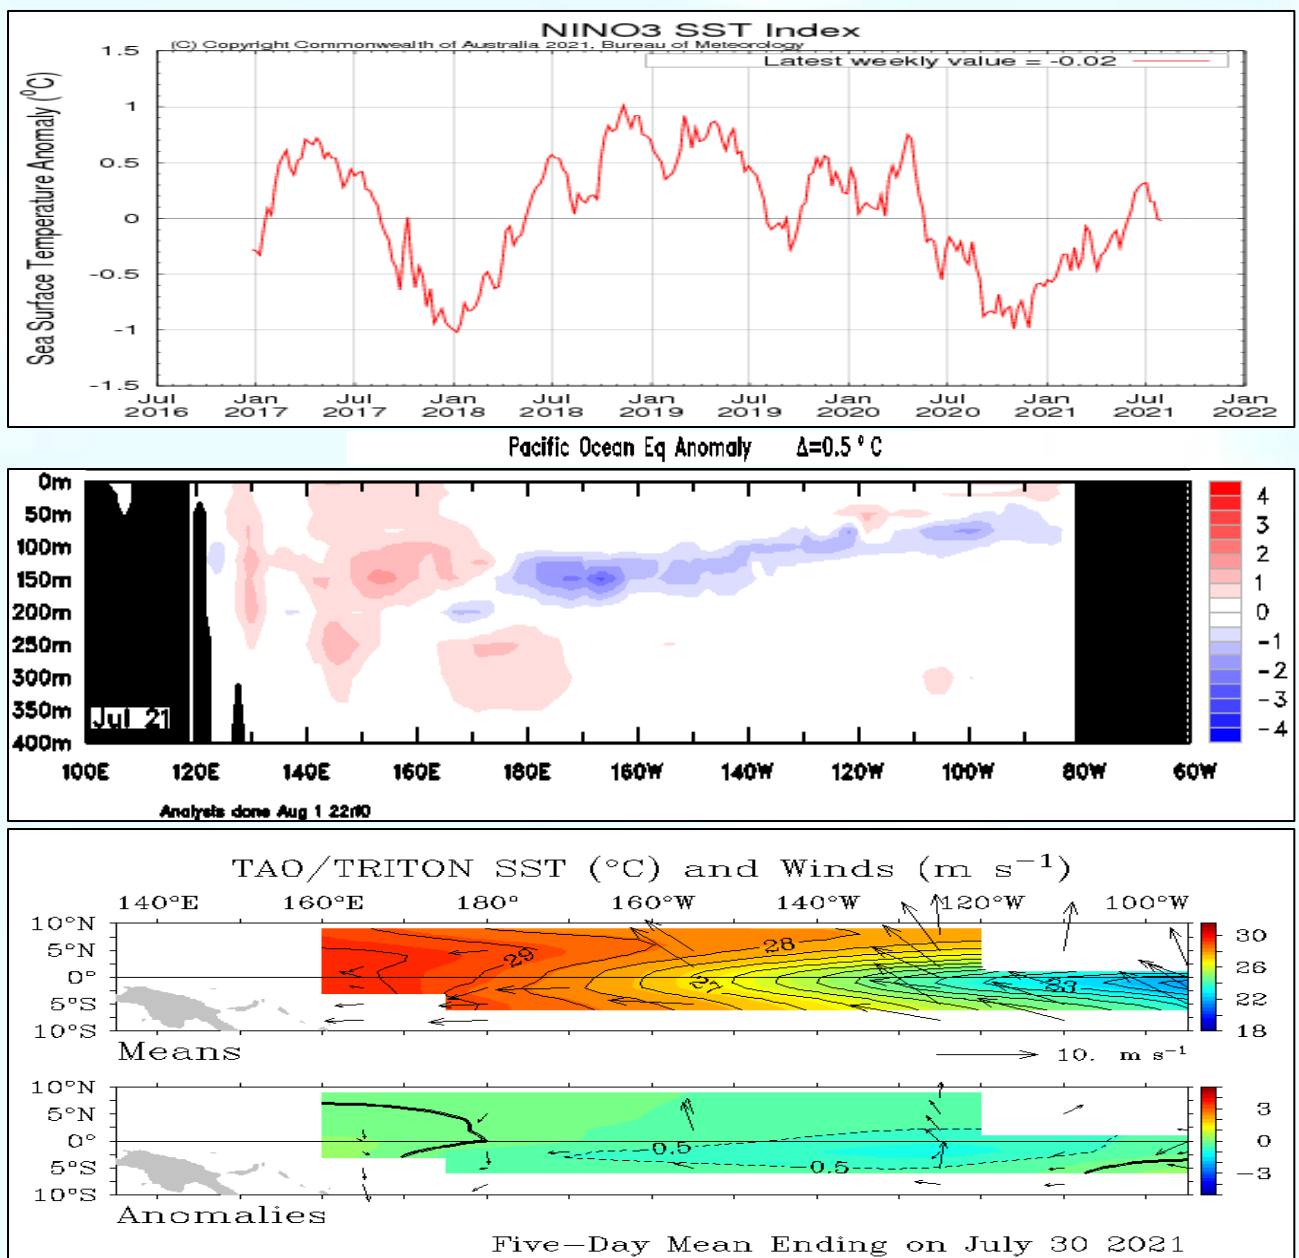 NINO3 SST Index
(C) Copyright Commonwealth of Australia 2021, Bureau of Meteorology
Latest weekly value = -0.02
Sea Surface Temperature Anomaly (⁰C)
1.5
1
0.5
0
-0.5
-1
-1.5
Jul Jan Jul Jan Jul Jan Jul Jan Jul Jan Jul Jan
2016 2017 2017 2018 2018 2019 2019 2020 2020 2021 2021 2022
Pacific Ocean Eq Anomaly Δ=0.5 ⁰ C
0m
50m
100m
150m
200m
250m
300m
350m
400m
Jul 21
4
3
2
1
0
-1
-2
-3
-4
100E 120E 140E 160E 180E 160W 140W 120W 100W 80W 60W
Analysis done Aug 1 22:10
TAO/TRITON SST (°C) and Winds (m s⁻¹)
140°E 160°E 180° 160°W 140°W 120°W 100°W
10°N
5°N
0°
5°S
10°S
29
28
27
23
30
26
22
18
Means
10. m s⁻¹
10°N
5°N
0°
5°S
10°S
-0.5
-0.5
3
0
-3
Anomalies
Five-Day Mean Ending on July 30 2021